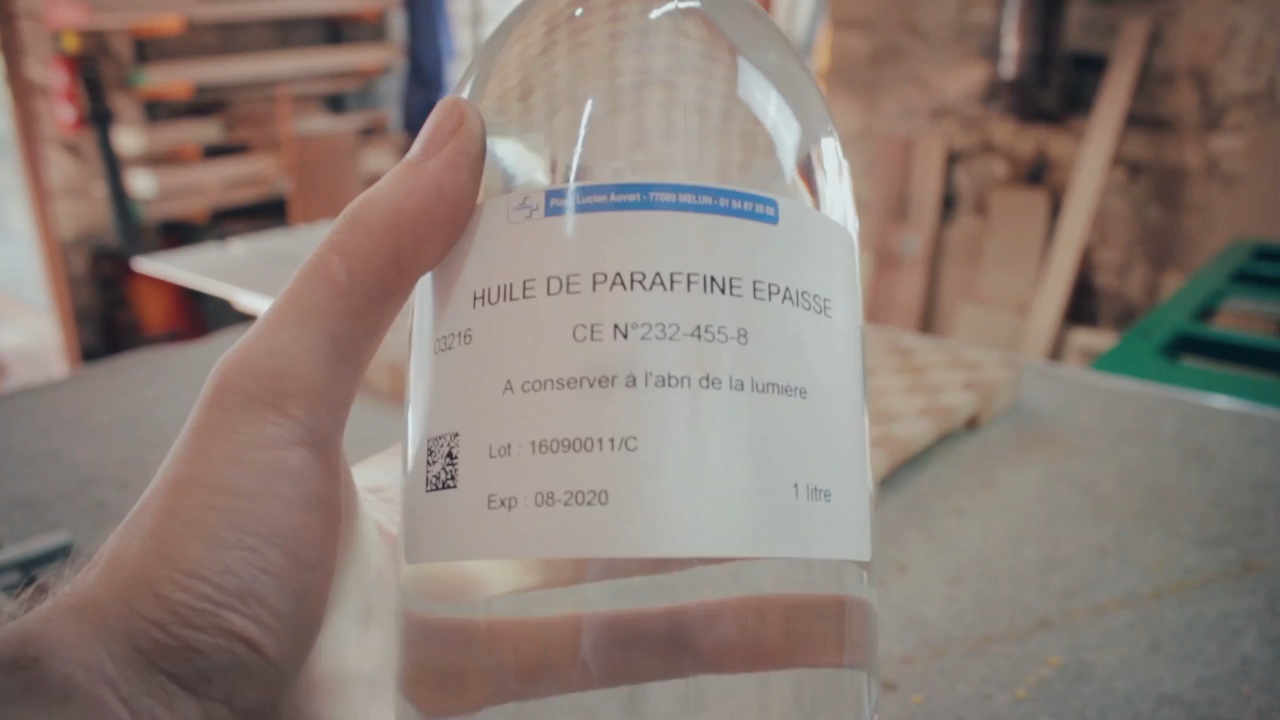 Place Lucien Auvert - 77000 MELUN - 01 64 87 20 00
HUILE DE PARAFFINE EPAISSE
03216
CE N°232-455-8
A conserver à l'abri de la lumière
Lot : 16090011/C
Exp : 08-2020
1 litre